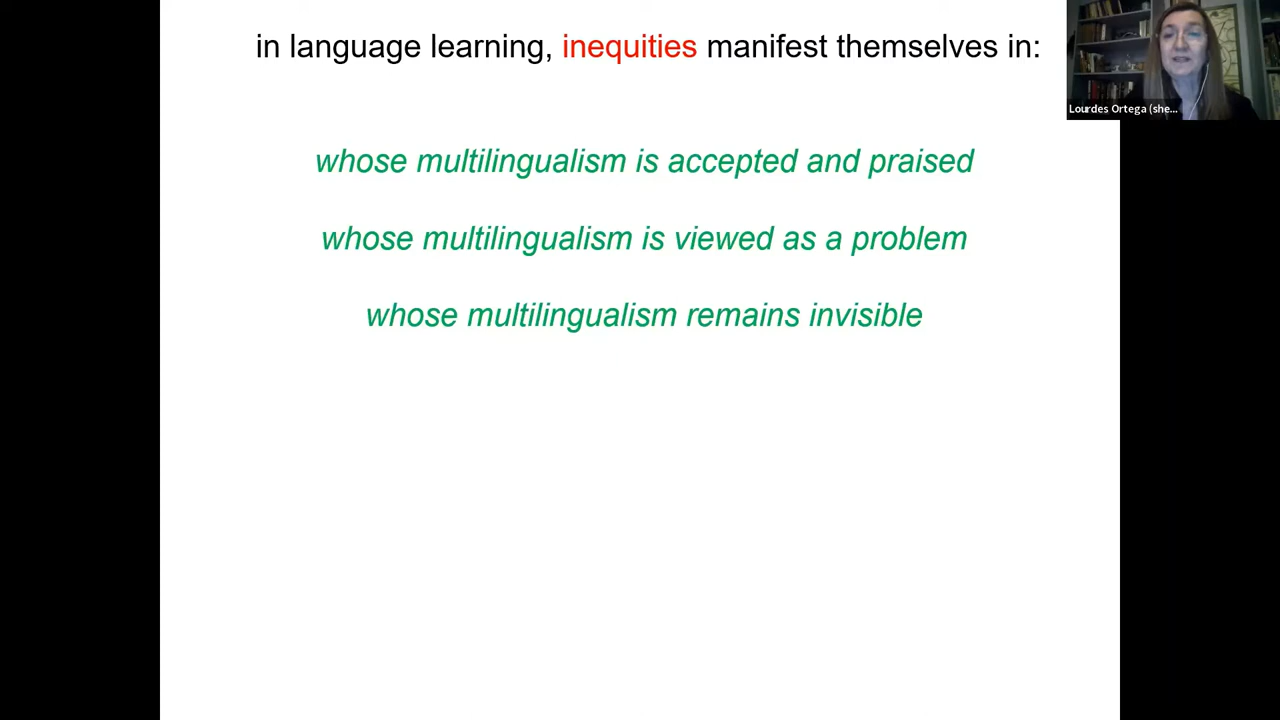 in language learning, inequities manifest themselves in:
Lourdes Ortega (she...
whose multilingualism is accepted and praised
whose multilingualism is viewed as a problem
whose multilingualism remains invisible